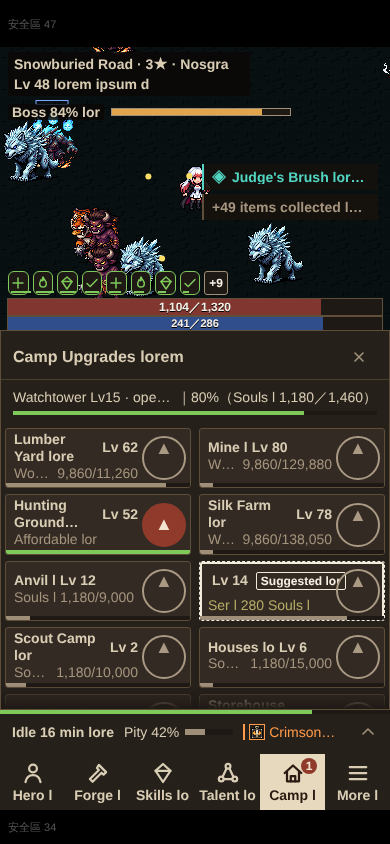 安全區 47
Snowburied Road · 3★ · Nosgra
Lv 48 lorem ipsum d
Boss 84% lor
Judge's Brush lor…
+49 items collected l…
+9
1,104／1,320
241／286
Camp Upgrades lorem
×
Watchtower Lv15 · ope… ｜80%（Souls l 1,180／1,460）
Lumber Yard lore Lv 62
Wo… 9,860/11,260
Mine l Lv 80
W… 9,860/129,880
Hunting Ground… Lv 52
Affordable lor
Silk Farm lor Lv 78
W… 9,860/138,050
Anvil l Lv 12
Souls l 1,180/9,000
Lv 14 Suggested lor
Ser l 280 Souls l
Scout Camp lor Lv 2
So… 1,180/10,000
Houses lo Lv 6
So… 1,180/15,000
Storehouse
Idle 16 min lore Pity 42% Crimson…
1
Hero l Forge l Skills lo Talent lo Camp l More l
安全區 34